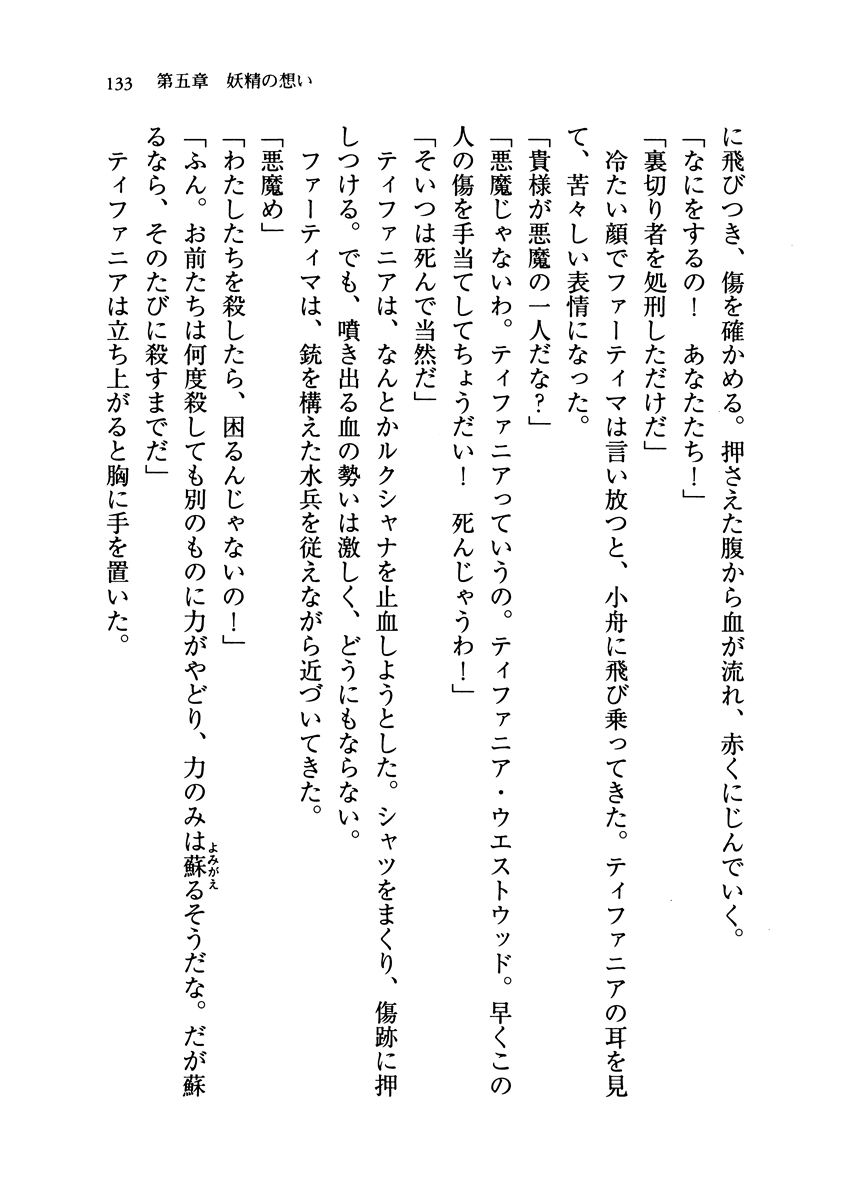 133　第五章　妖精の想い
に飛びつき、傷を確かめる。押さえた腹から血が流れ、赤くにじんでいく。
「なにをするの！　あなたたち！」
「裏切り者を処刑しただけだ」
　冷たい顔でファーティマは言い放つと、小舟に飛び乗ってきた。ティファニアの耳を見
て、苦々しい表情になった。
「貴様が悪魔の一人だな？」
「悪魔じゃないわ。ティファニアっていうの。ティファニア・ウエストウッド。早くこの
人の傷を手当てしてちょうだい！　死んじゃうわ！」
「そいつは死んで当然だ」
　ティファニアは、なんとかルクシャナを止血しようとした。シャツをまくり、傷跡に押
しつける。でも、噴き出る血の勢いは激しく、どうにもならない。
　ファーティマは、銃を構えた水兵を従えながら近づいてきた。
「悪魔め」
「わたしたちを殺したら、困るんじゃないの！」
「ふん。お前たちは何度殺しても別のものに力がやどり、力のみは蘇るそうだな。だが蘇
よみがえ
るなら、そのたびに殺すまでだ」
　ティファニアは立ち上がると胸に手を置いた。